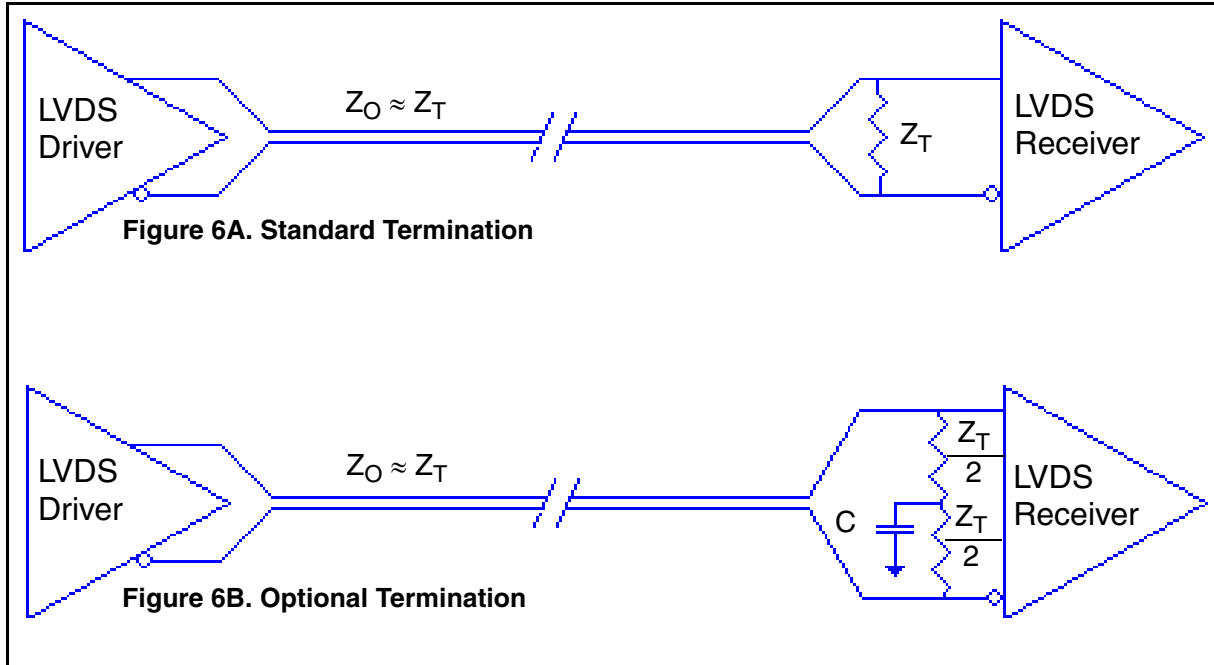 LVDS
Driver
Z_O ≈ Z_T
Z_T
LVDS
Receiver
Figure 6A. Standard Termination
LVDS
Driver
Z_O ≈ Z_T
C
Z_T
2
Z_T
2
LVDS
Receiver
Figure 6B. Optional Termination